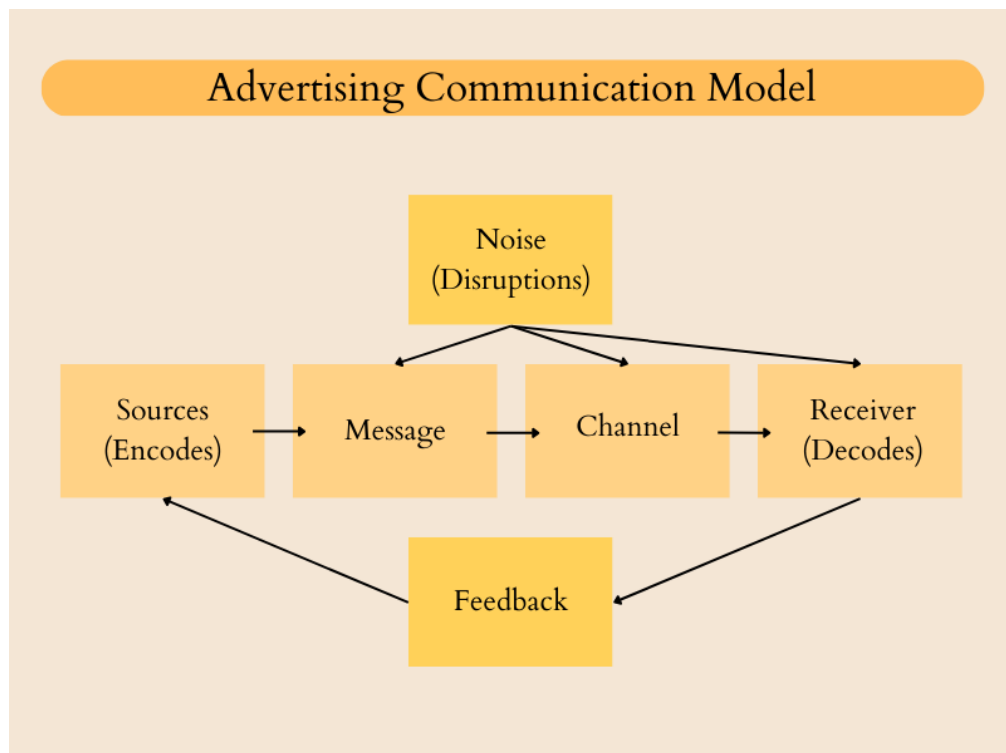 Advertising Communication Model
Noise
(Disruptions)
Sources
(Encodes)
Message
Channel
Receiver
(Decodes)
Feedback